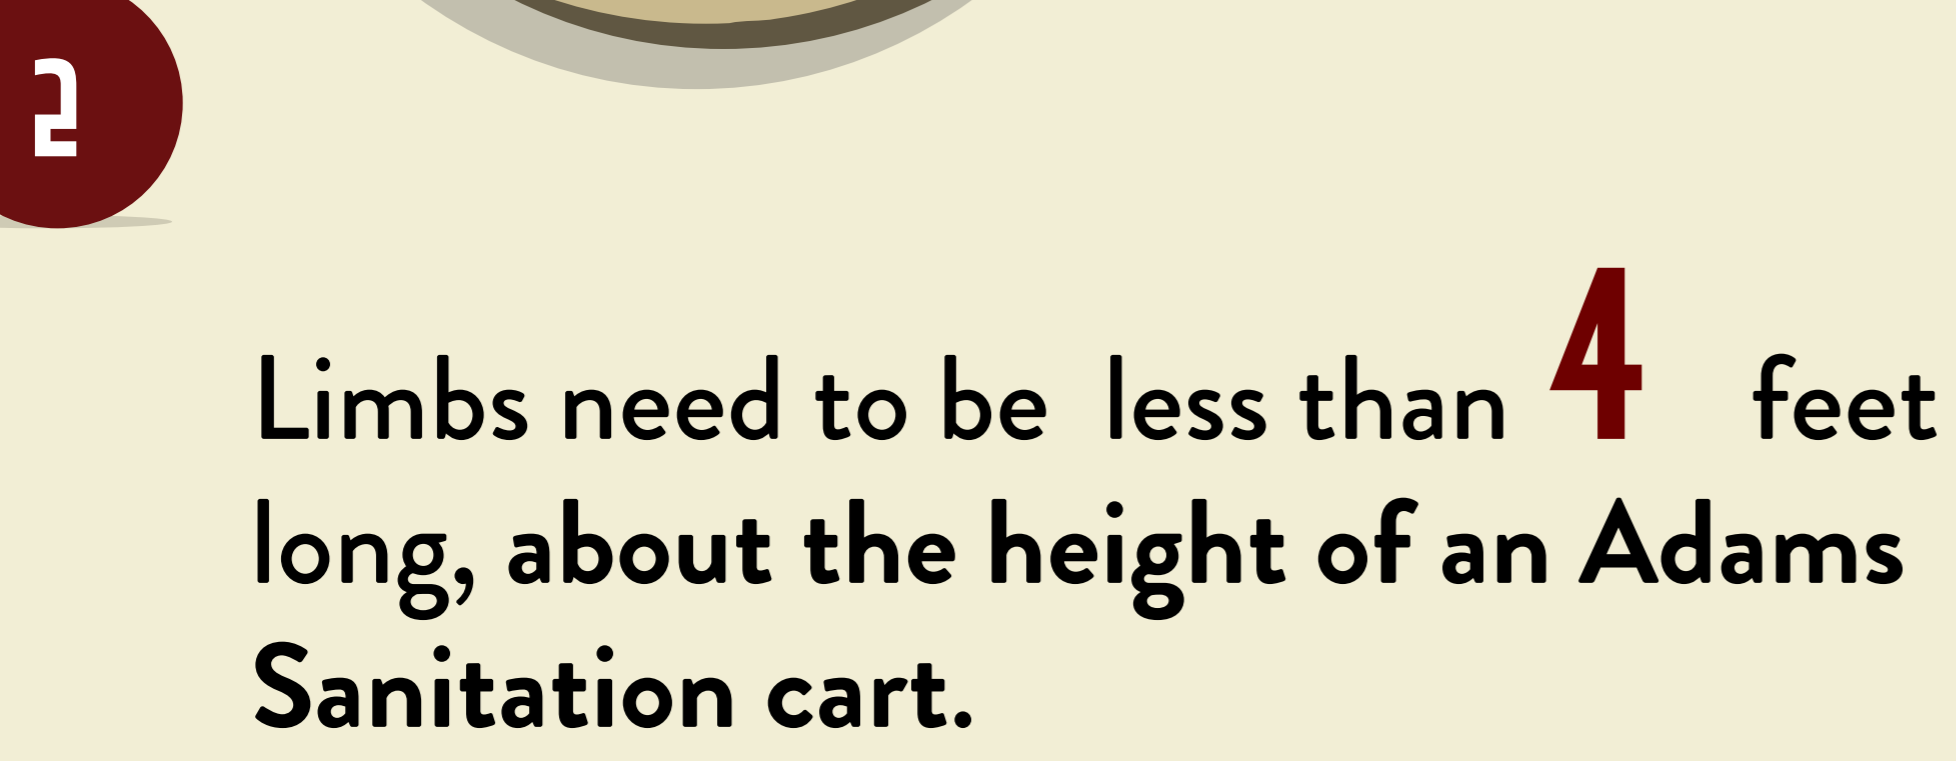 2
Limbs need to be less than 4 feet
long, about the height of an Adams
Sanitation cart.